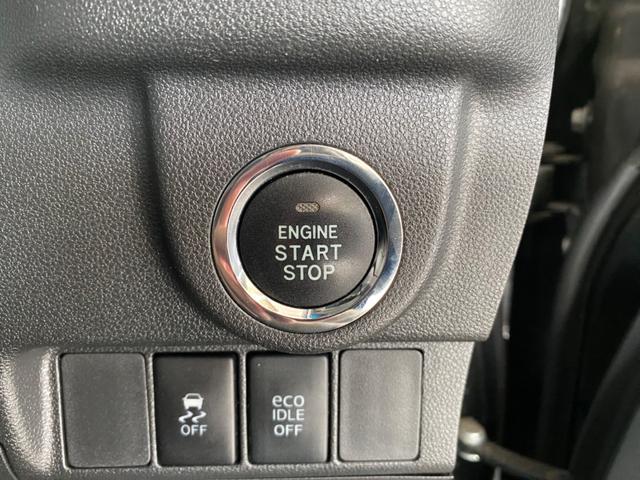 ENGINE
START
STOP
OFF
eco
IDLE
OFF